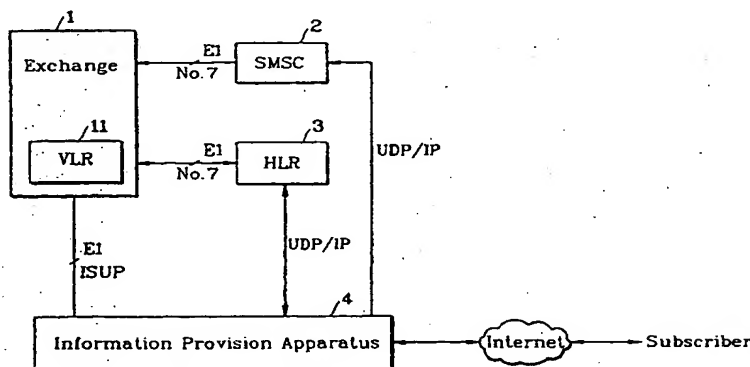 1
Exchange
11
VLR
E1
No.7
2
SMSC
E1
No.7
3
HLR
UDP/IP
UDP/IP
E1
ISUP
4
Information Provision Apparatus
Internet
Subscriber